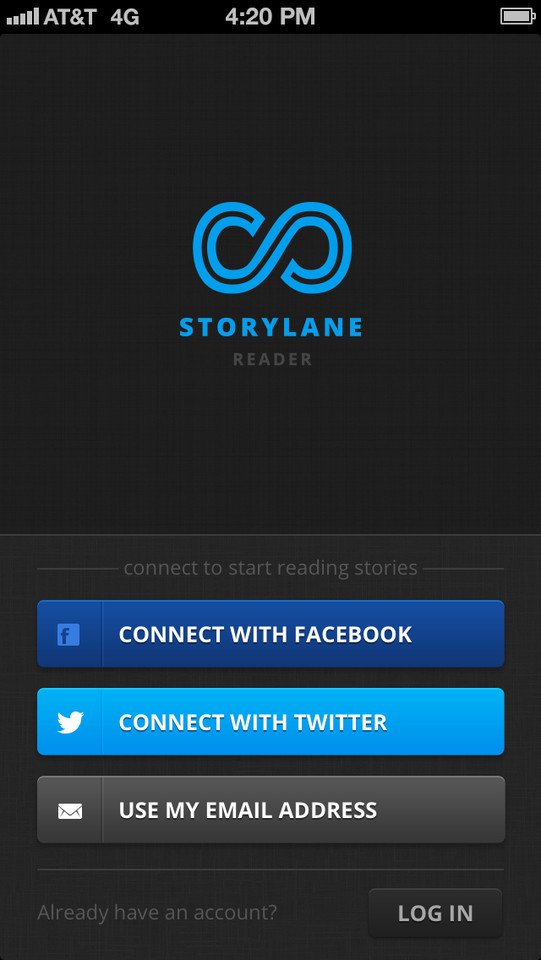 AT&T 4G 4:20 PM
STORYLANE
READER
connect to start reading stories
f CONNECT WITH FACEBOOK
CONNECT WITH TWITTER
USE MY EMAIL ADDRESS
Already have an account? LOG IN